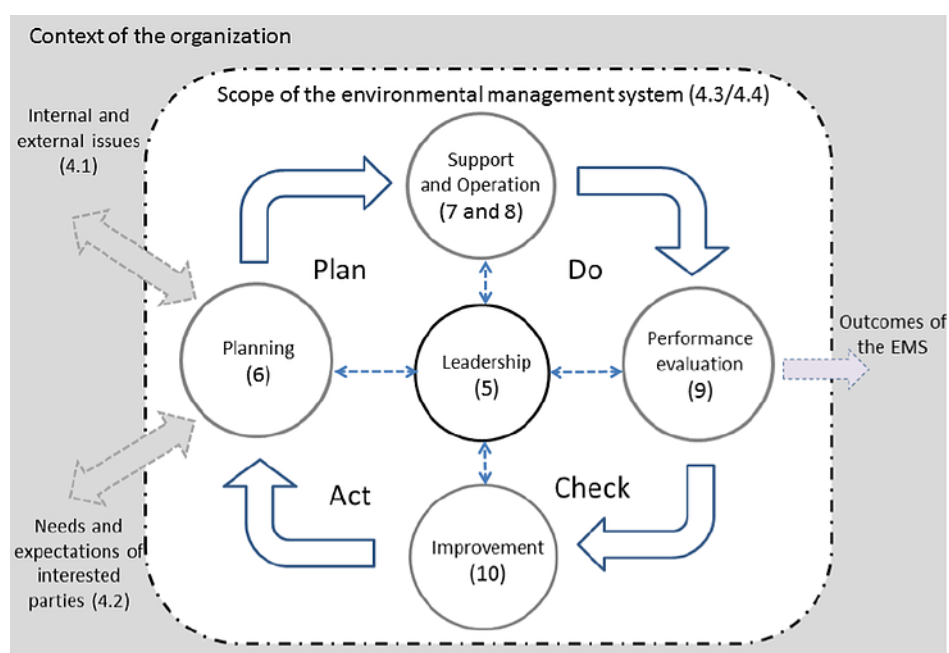 Context of the organization
Scope of the environmental management system (4.3/4.4)
Internal and
external issues
(4.1)
Support
and Operation
(7 and 8)
Plan
Do
Planning
(6)
Leadership
(5)
Performance
evaluation
(9)
Outcomes of
the EMS
Act
Check
Needs and
expectations of
interested
parties (4.2)
Improvement
(10)